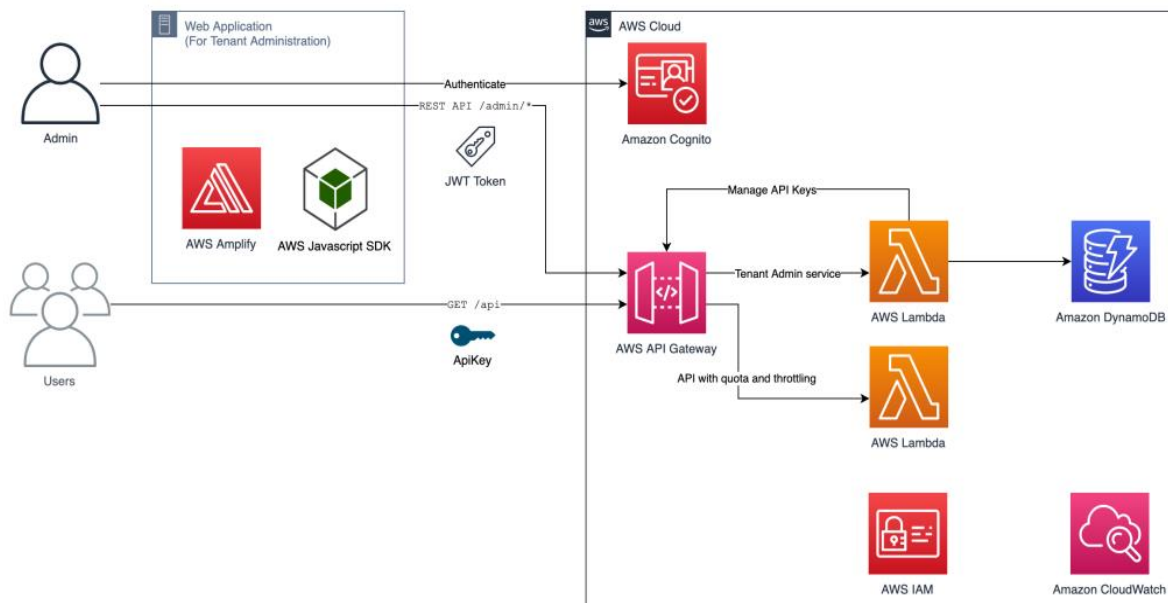 Web Application
(For Tenant Administration)
aws
AWS Cloud
Authenticate
REST API /admin/*
Admin
Amazon Cognito
JWT Token
Manage API Keys
AWS Amplify
AWS Javascript SDK
Tenant Admin service
GET /api
AWS Lambda
Amazon DynamoDB
AWS API Gateway
ApiKey
Users
API with quota and throttling
AWS Lambda
AWS IAM
Amazon CloudWatch